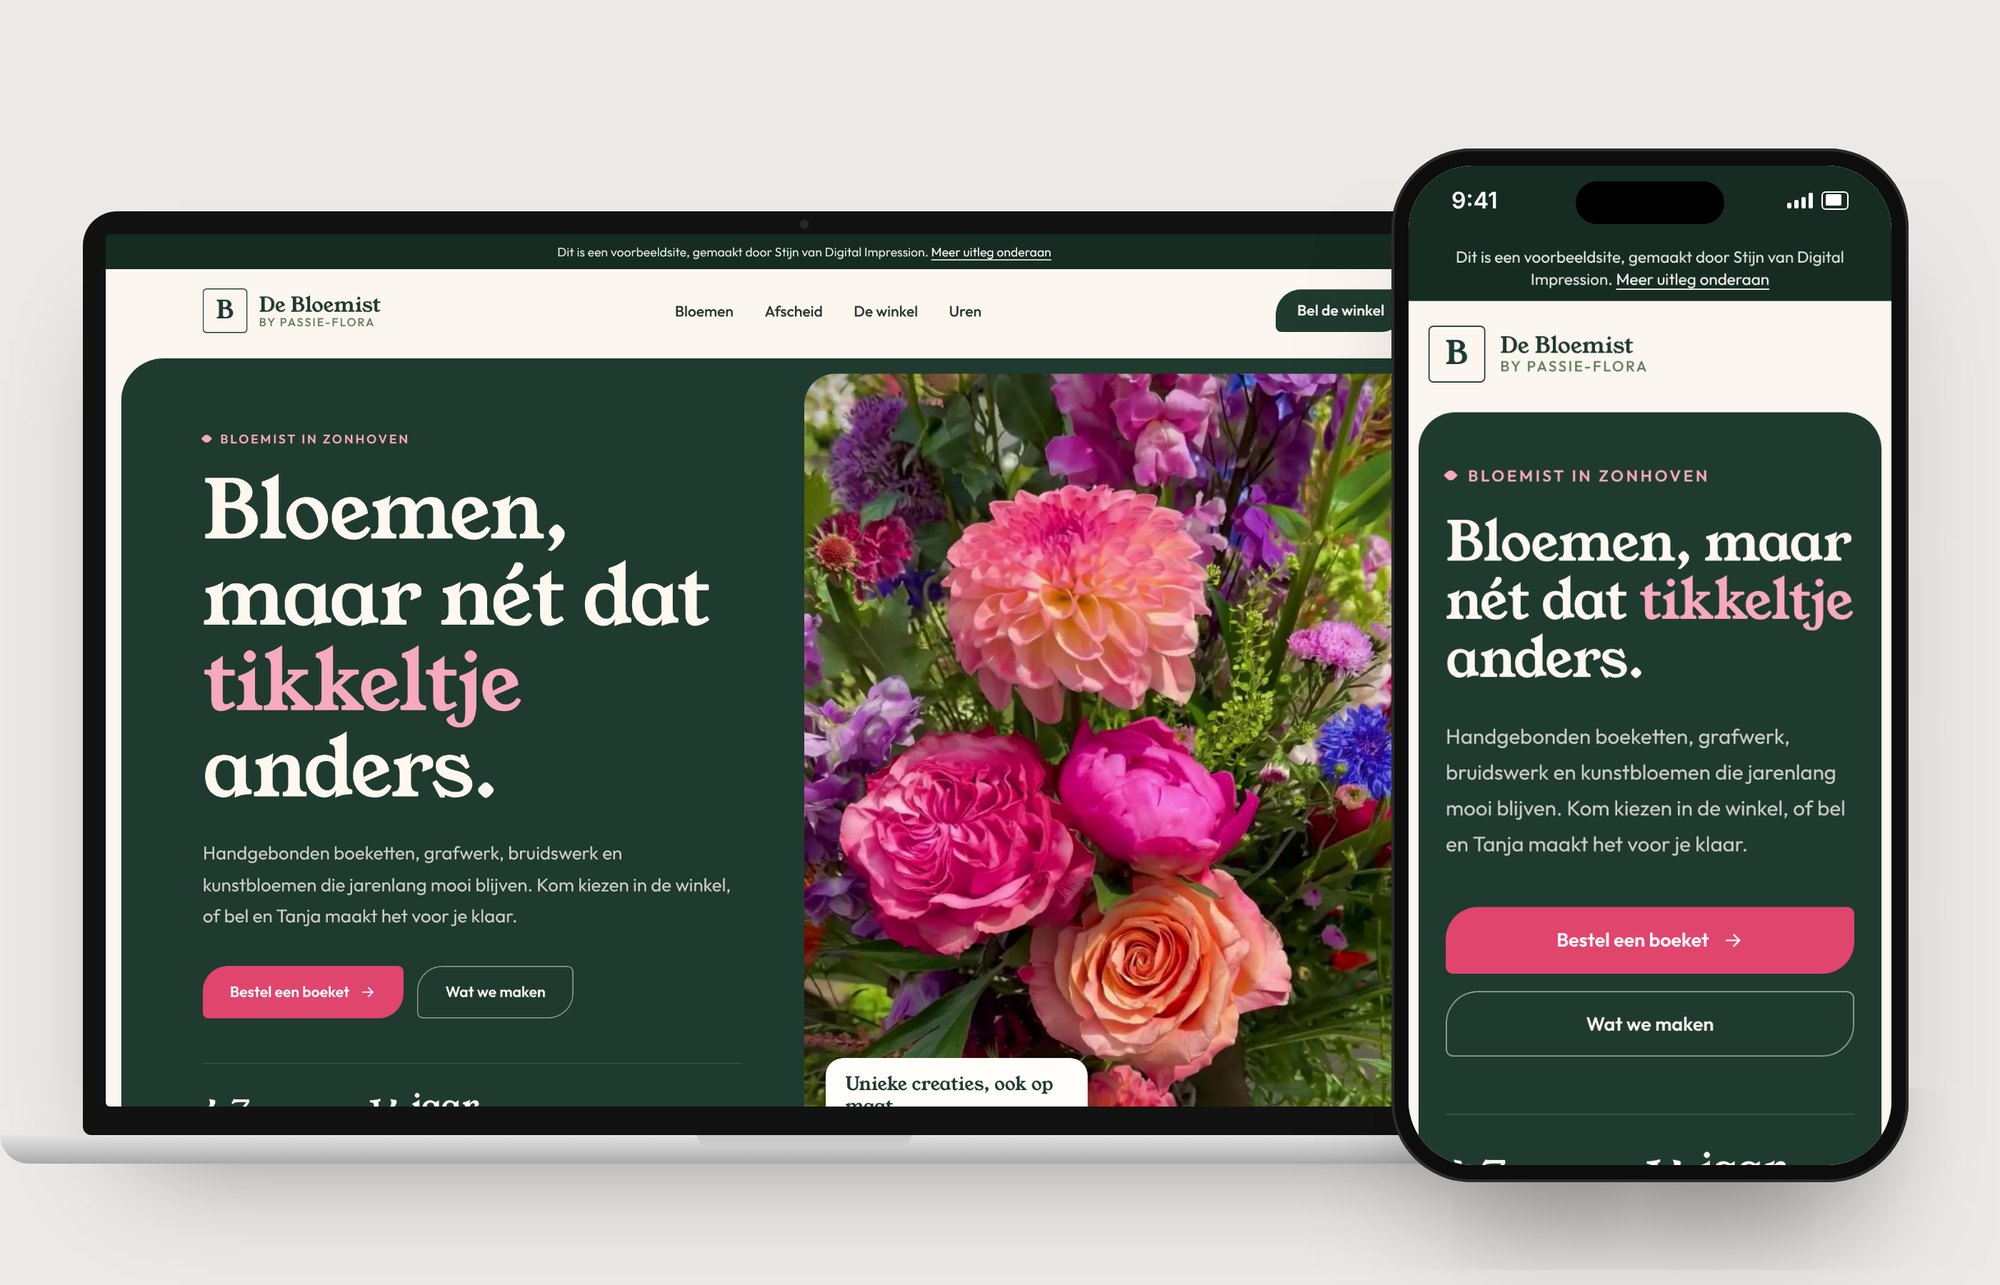 Dit is een voorbeeldsite, gemaakt door Stijn van Digital Impression. Meer uitleg onderaan
B
De Bloemist
BY PASSIE-FLORA
Bloemen
Afscheid
De winkel
Uren
Bel de winkel
BLOEMIST IN ZONHOVEN
Bloemen,
maar nét dat
tikkeltje
anders.
Handgebonden boeketten, grafwerk, bruidswerk en
kunstbloemen die jarenlang mooi blijven. Kom kiezen in de winkel,
of bel en Tanja maakt het voor je klaar.
Bestel een boeket →
Wat we maken
Unieke creaties, ook op
9:41
Dit is een voorbeeldsite, gemaakt door Stijn van Digital
Impression. Meer uitleg onderaan
B
De Bloemist
BY PASSIE-FLORA
BLOEMIST IN ZONHOVEN
Bloemen, maar
nét dat tikkeltje
anders.
Handgebonden boeketten, grafwerk,
bruidswerk en kunstbloemen die jarenlang
mooi blijven. Kom kiezen in de winkel, of bel
en Tanja maakt het voor je klaar.
Bestel een boeket →
Wat we maken